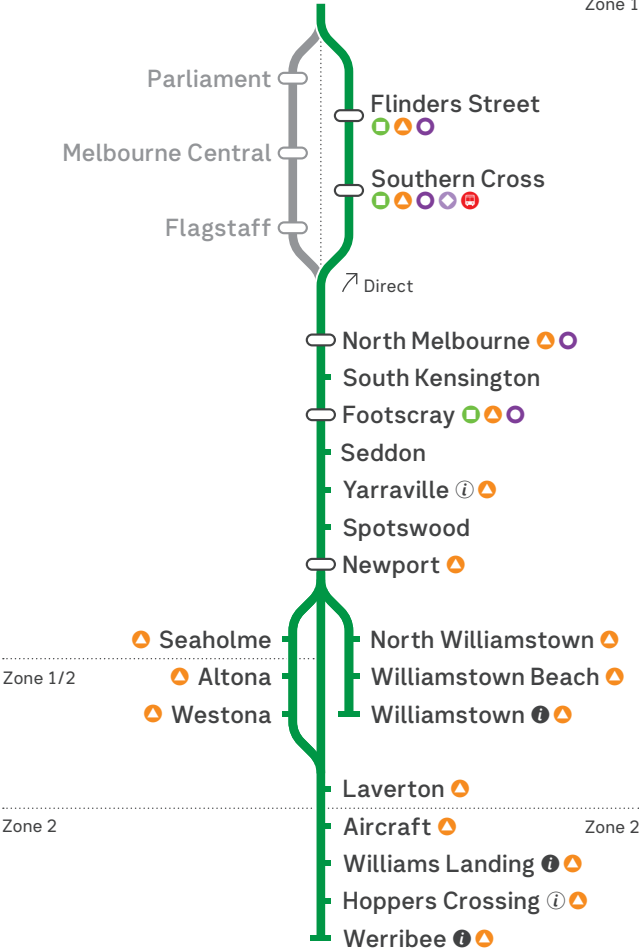 Zone 1
Parliament
Flinders Street
Melbourne Central
Southern Cross
Flagstaff
Direct
North Melbourne
South Kensington
Footscray
Seddon
Yarraville i
Spotswood
Newport
Seaholme
North Williamstown
Zone 1/2
Altona
Williamstown Beach
Westona
Williamstown i
Laverton
Zone 2
Aircraft
Zone 2
Williams Landing i
Hoppers Crossing i
Werribee i